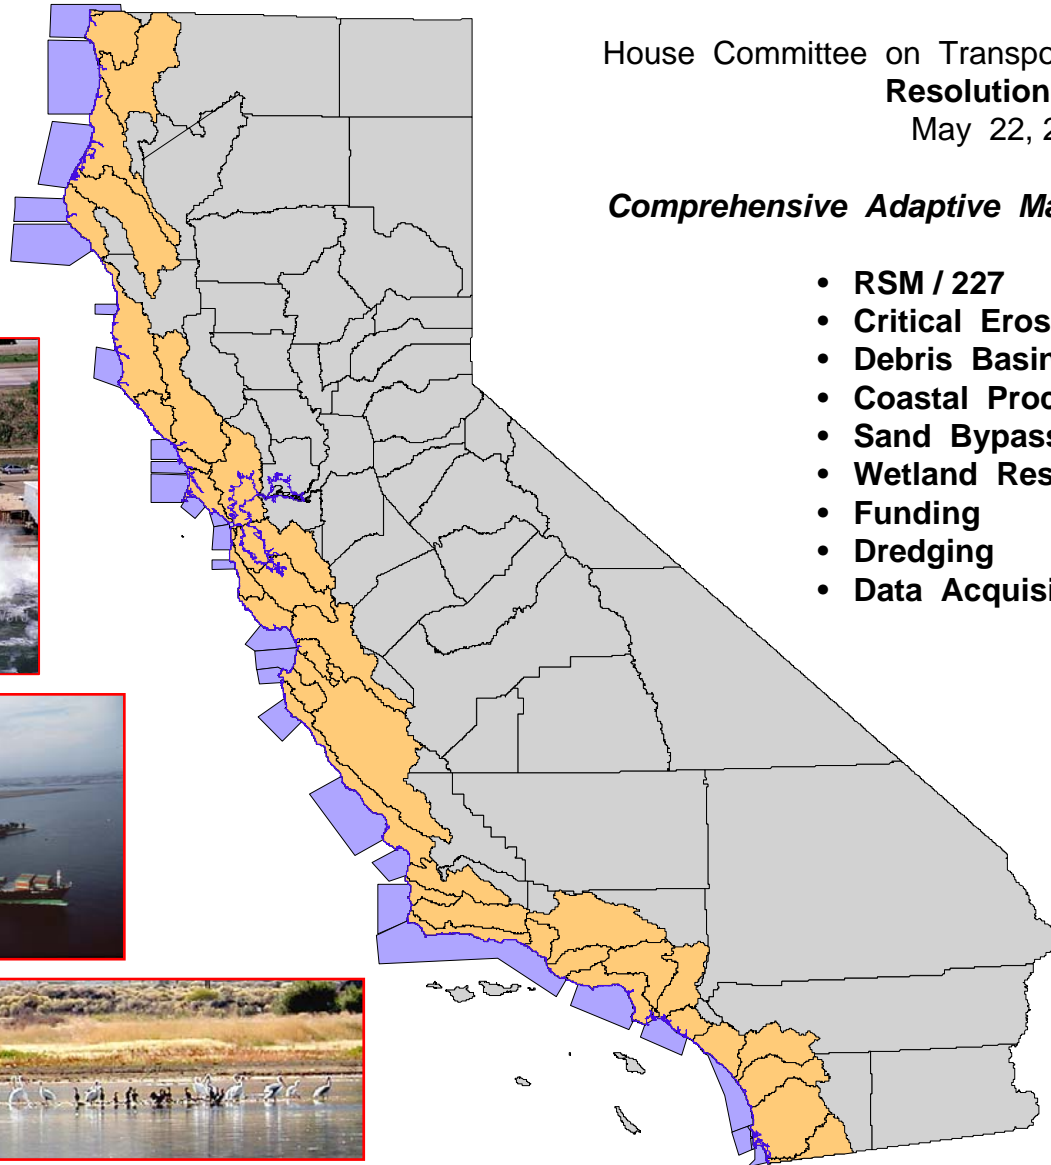 House Committee on Transpo
Resolution
May 22, 2
Comprehensive Adaptive Ma
• RSM / 227
• Critical Eros
• Debris Basin
• Coastal Proc
• Sand Bypass
• Wetland Res
• Funding
• Dredging
• Data Acquisi